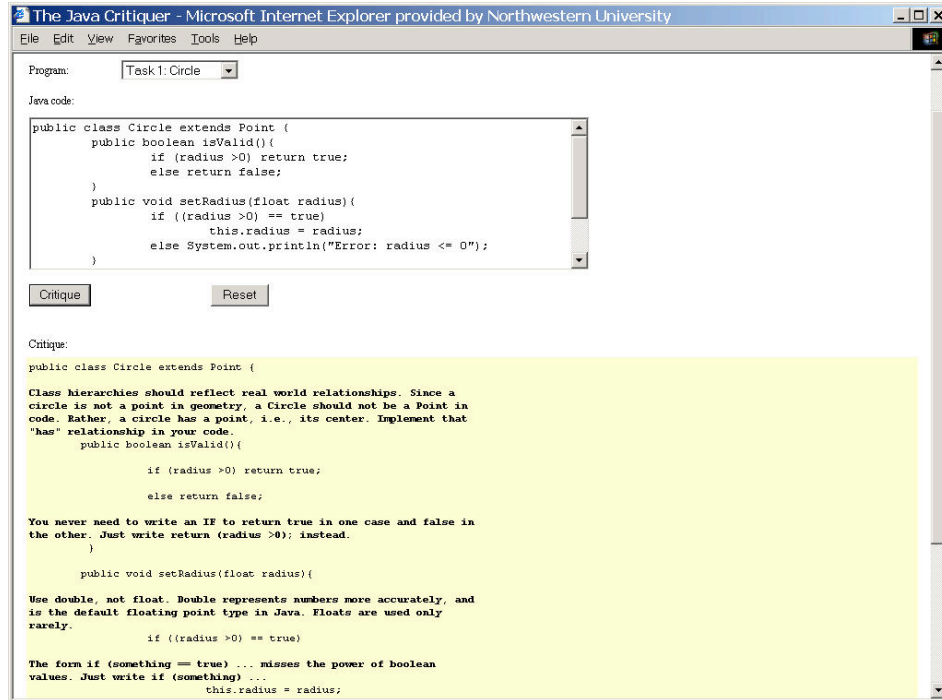 The Java Critiquer - Microsoft Internet Explorer provided by Northwestern University
File Edit View Favorites Tools Help
Program: Task 1: Circle
Java code:
public class Circle extends Point {
public boolean isValid(){
if (radius >0) return true;
else return false;
}
public void setRadius(float radius){
if ((radius >0) == true)
this.radius = radius;
else System.out.println("Error: radius <= 0");
}
Critique Reset
Critique:
public class Circle extends Point {
Class hierarchies should reflect real world relationships. Since a
circle is not a point in geometry, a Circle should not be a Point in
code. Rather, a circle has a point, i.e., its center. Implement that
"has" relationship in your code.
public boolean isValid(){
if (radius >0) return true;
else return false;
You never need to write an IF to return true in one case and false in
the other. Just write return (radius >0); instead.
}
public void setRadius(float radius){
Use double, not float. Double represents numbers more accurately, and
is the default floating point type in Java. Floats are used only
rarely.
if ((radius >0) == true)
The form if (something == true) ... misses the power of boolean
values. Just write if (something) ...
this.radius = radius;